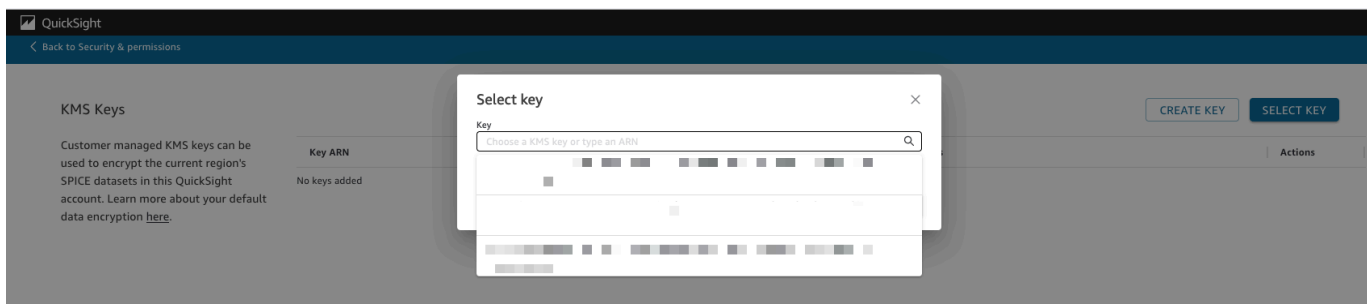 QuickSight
Back to Security & permissions
KMS Keys
Customer managed KMS keys can be
used to encrypt the current region's
SPICE datasets in this QuickSight
account. Learn more about your default
data encryption here.
CREATE KEY
SELECT KEY
Key ARN
Actions
No keys added
Select key
Key
Choose a KMS key or type an ARN